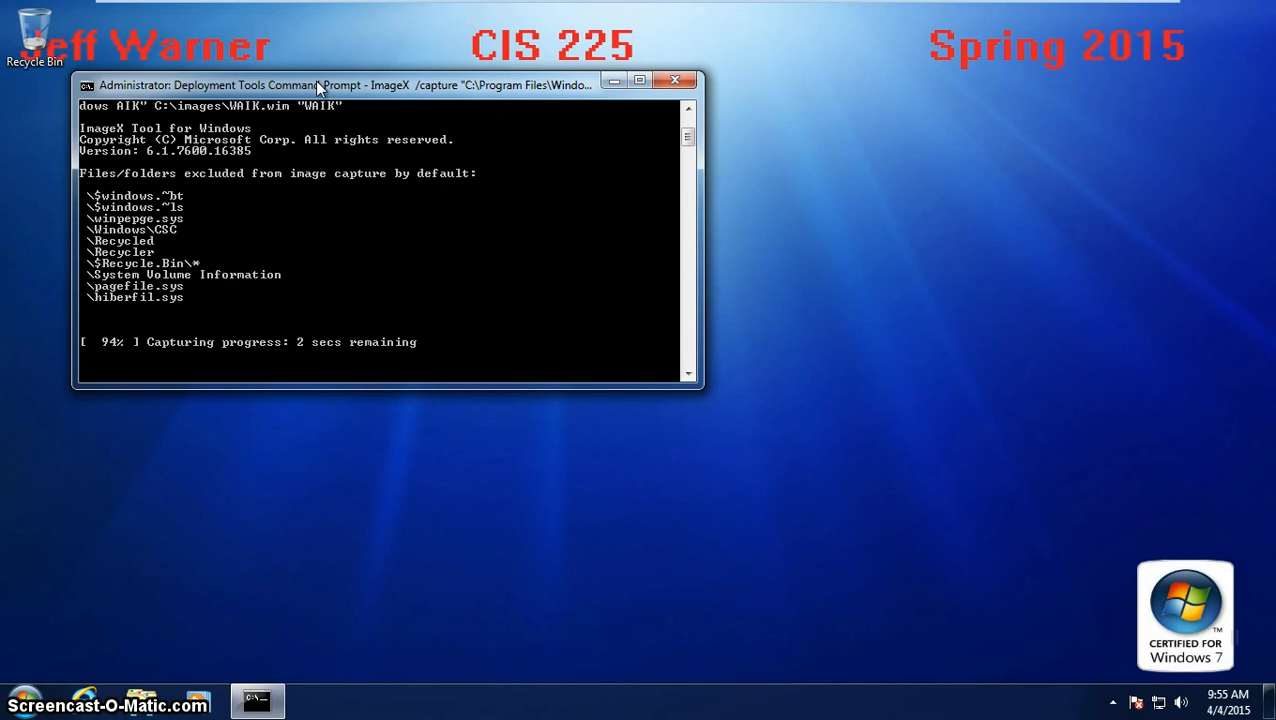 Jeff Warner CIS 225 Spring 2015
Recycle Bin
Administrator: Deployment Tools Command Prompt - ImageX /capture "C:\Program Files\Windo...
dows AIK" C:\images\WAIK.wim "WAIK"
ImageX Tool for Windows
Copyright (C) Microsoft Corp. All rights reserved.
Version: 6.1.7600.16385
Files/folders excluded from image capture by default:
\$windows.~bt
\$windows.~ls
\winpepge.sys
\Windows\CSC
\Recycled
\Recycler
\$Recycle.Bin\*
\System Volume Information
\pagefile.sys
\hiberfil.sys
[ 94% ] Capturing progress: 2 secs remaining
TM
CERTIFIED FOR
Windows 7
C:\_
Screencast-O-Matic.com
9:55 AM
4/4/2015